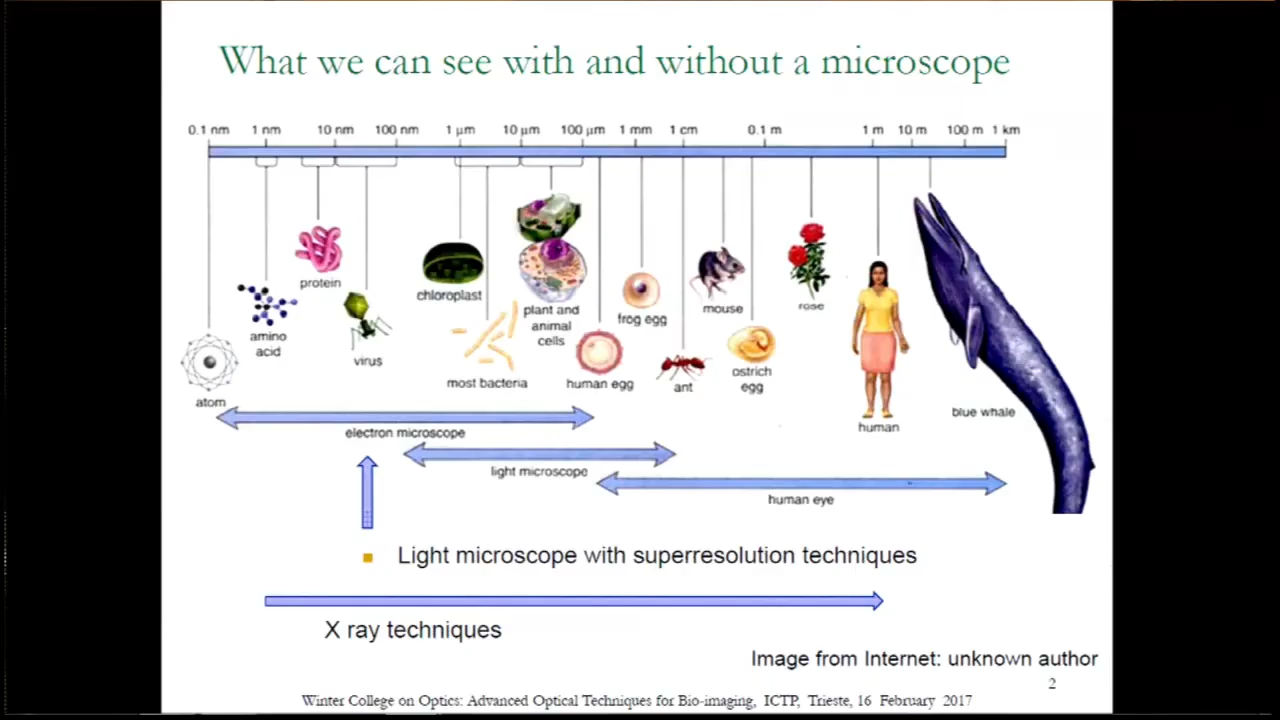 What we can see with and without a microscope
0.1 nm 1 nm 10 nm 100 nm 1 µm 10 µm 100 µm 1 mm 1 cm 0.1 m 1 m 10 m 100 m 1 km
protein
chloroplast
amino
acid
virus
atom
most bacteria
plant and
animal
cells
human egg
frog egg
ant
mouse
ostrich
egg
rose
human
blue whale
electron microscope
light microscope
human eye
Light microscope with superresolution techniques
X ray techniques
Image from Internet: unknown author
2
Winter College on Optics: Advanced Optical Techniques for Bio-imaging, ICTP, Trieste, 16 February 2017